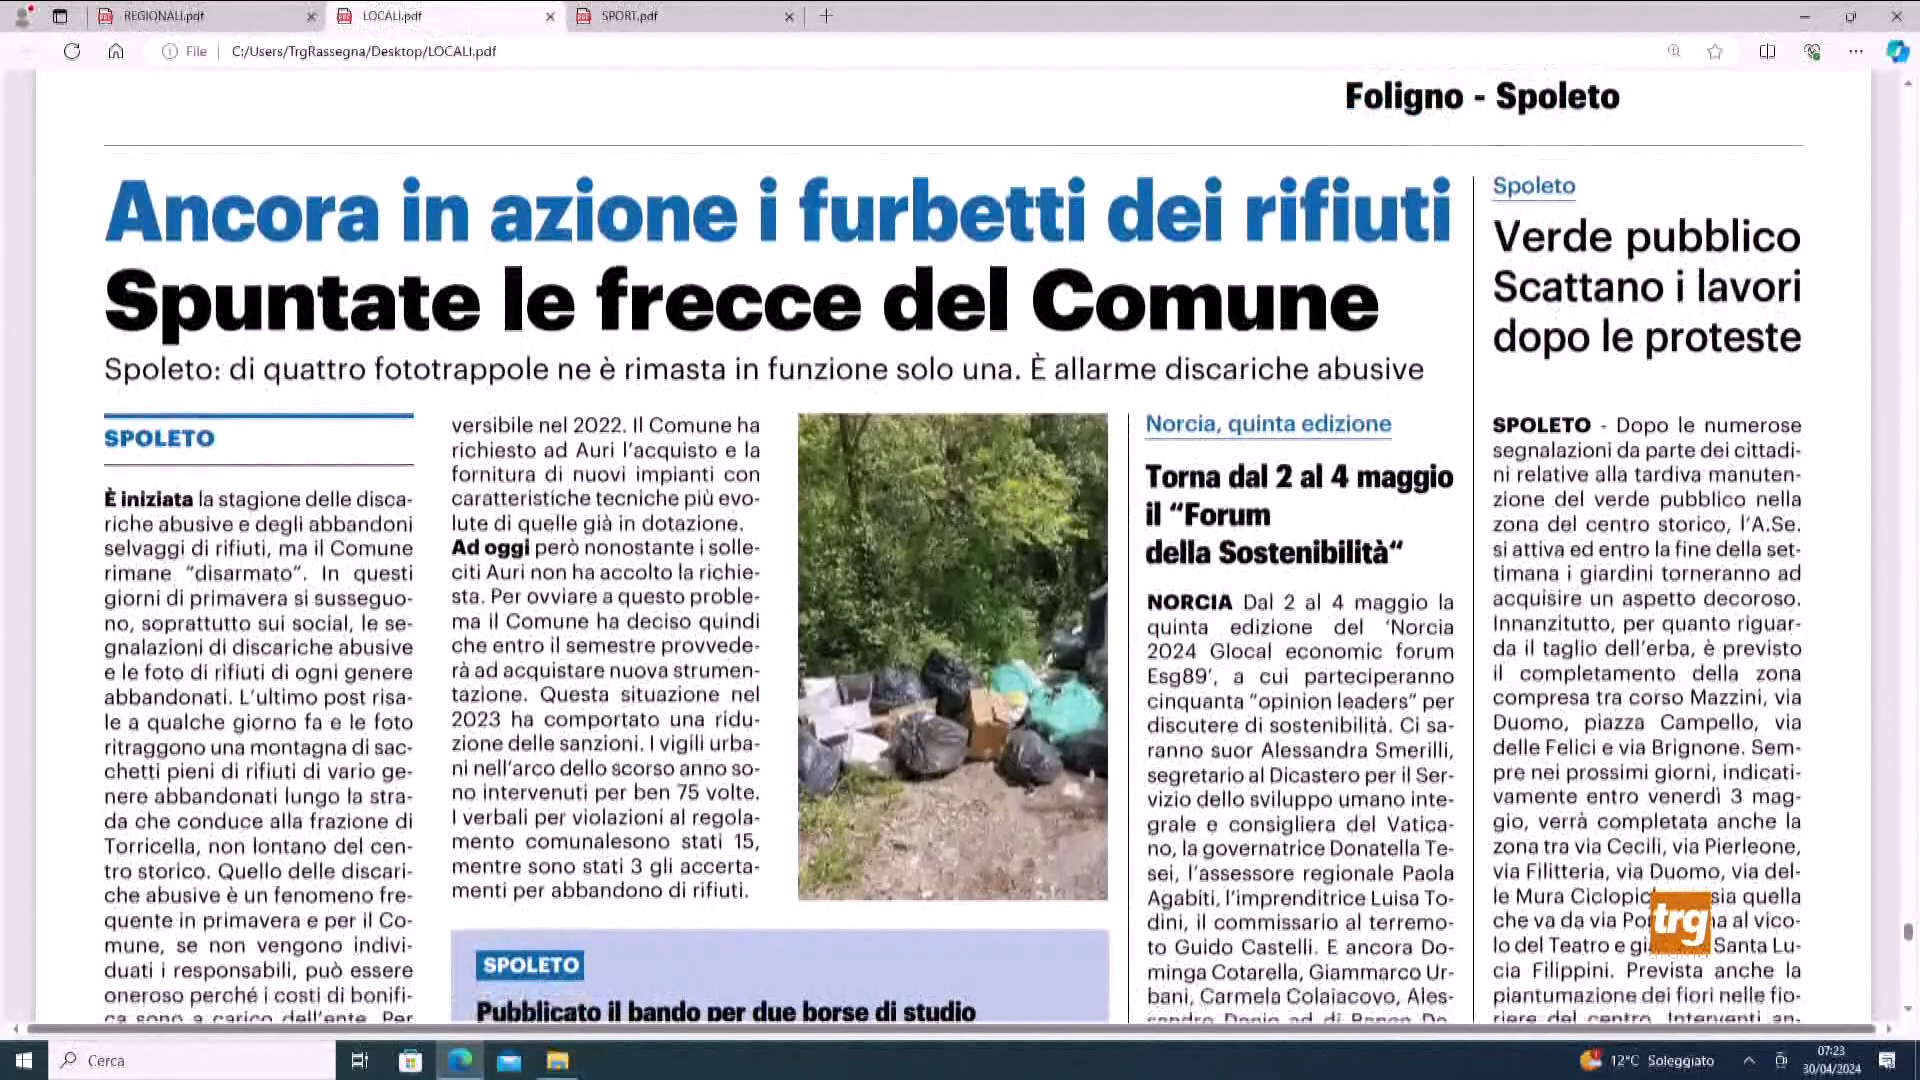 REGIONALI.pdf
LOCALI.pdf
SPORT.pdf
File
C:/Users/TrgRassegna/Desktop/LOCALI.pdf
Foligno - Spoleto
Ancora in azione i furbetti dei rifiuti
Spuntate le frecce del Comune
Spoleto: di quattro fototrappole ne è rimasta in funzione solo una. È allarme discariche abusive
SPOLETO
È iniziata la stagione delle disca-
riche abusive e degli abbandoni
selvaggi di rifiuti, ma il Comune
rimane “disarmato”. In questi
giorni di primavera si susseguo-
no, soprattutto sui social, le se-
gnalazioni di discariche abusive
e le foto di rifiuti di ogni genere
abbandonati. L’ultimo post risa-
le a qualche giorno fa e le foto
ritraggono una montagna di sac-
chetti pieni di rifiuti di vario ge-
nere abbandonati lungo la stra-
da che conduce alla frazione di
Torricella, non lontano del cen-
tro storico. Quello delle discari-
che abusive è un fenomeno fre-
quente in primavera e per il Co-
mune, se non vengono indivi-
duati i responsabili, può essere
oneroso perché i costi di bonifi-
ca sono a carico dell’ente. Per
versibile nel 2022. Il Comune ha
richiesto ad Auri l’acquisto e la
fornitura di nuovi impianti con
caratteristiche tecniche più evo-
lute di quelle già in dotazione.
Ad oggi però nonostante i solle-
citi Auri non ha accolto la richie-
sta. Per ovviare a questo proble-
ma il Comune ha deciso quindi
che entro il semestre provvede-
rà ad acquistare nuova strumen-
tazione. Questa situazione nel
2023 ha comportato una ridu-
zione delle sanzioni. I vigili urba-
ni nell’arco dello scorso anno so-
no intervenuti per ben 75 volte.
I verbali per violazioni al regola-
mento comunalesono stati 15,
mentre sono stati 3 gli accerta-
menti per abbandono di rifiuti.
SPOLETO
Pubblicato il bando per due borse di studio
Norcia, quinta edizione
Torna dal 2 al 4 maggio
il “Forum
della Sostenibilità“
NORCIA Dal 2 al 4 maggio la
quinta edizione del ‘Norcia
2024 Glocal economic forum
Esg89’, a cui parteciperanno
cinquanta “opinion leaders” per
discutere di sostenibilità. Ci sa-
ranno suor Alessandra Smerilli,
segretario al Dicastero per il Ser-
vizio dello sviluppo umano inte-
grale e consigliera del Vatica-
no, la governatrice Donatella Te-
sei, l’assessore regionale Paola
Agabiti, l’imprenditrice Luisa To-
dini, il commissario al terremo-
to Guido Castelli. E ancora Do-
minga Cotarella, Giammarco Ur-
bani, Carmela Colaiacovo, Ales-
Spoleto
Verde pubblico
Scattano i lavori
dopo le proteste
SPOLETO - Dopo le numerose
segnalazioni da parte dei cittadi-
ni relative alla tardiva manuten-
zione del verde pubblico nella
zona del centro storico, l’A.Se.
si attiva ed entro la fine della set-
timana i giardini torneranno ad
acquisire un aspetto decoroso.
Innanzitutto, per quanto riguar-
da il taglio dell’erba, è previsto
il completamento della zona
compresa tra corso Mazzini, via
Duomo, piazza Campello, via
delle Felici e via Brignone. Sem-
pre nei prossimi giorni, indicati-
vamente entro venerdì 3 mag-
gio, verrà completata anche la
zona tra via Cecili, via Pierleone,
via Filitteria, via Duomo, via del-
le Mura sia quella
che va da via al vico-
lo del Teatro e Santa Lu-
cia Filippini. Prevista anche la
piantumazione dei fiori nelle fio-
riere del centro. Interventi an-
trg
Cerca
12°C Soleggiato
07:23
30/04/2024